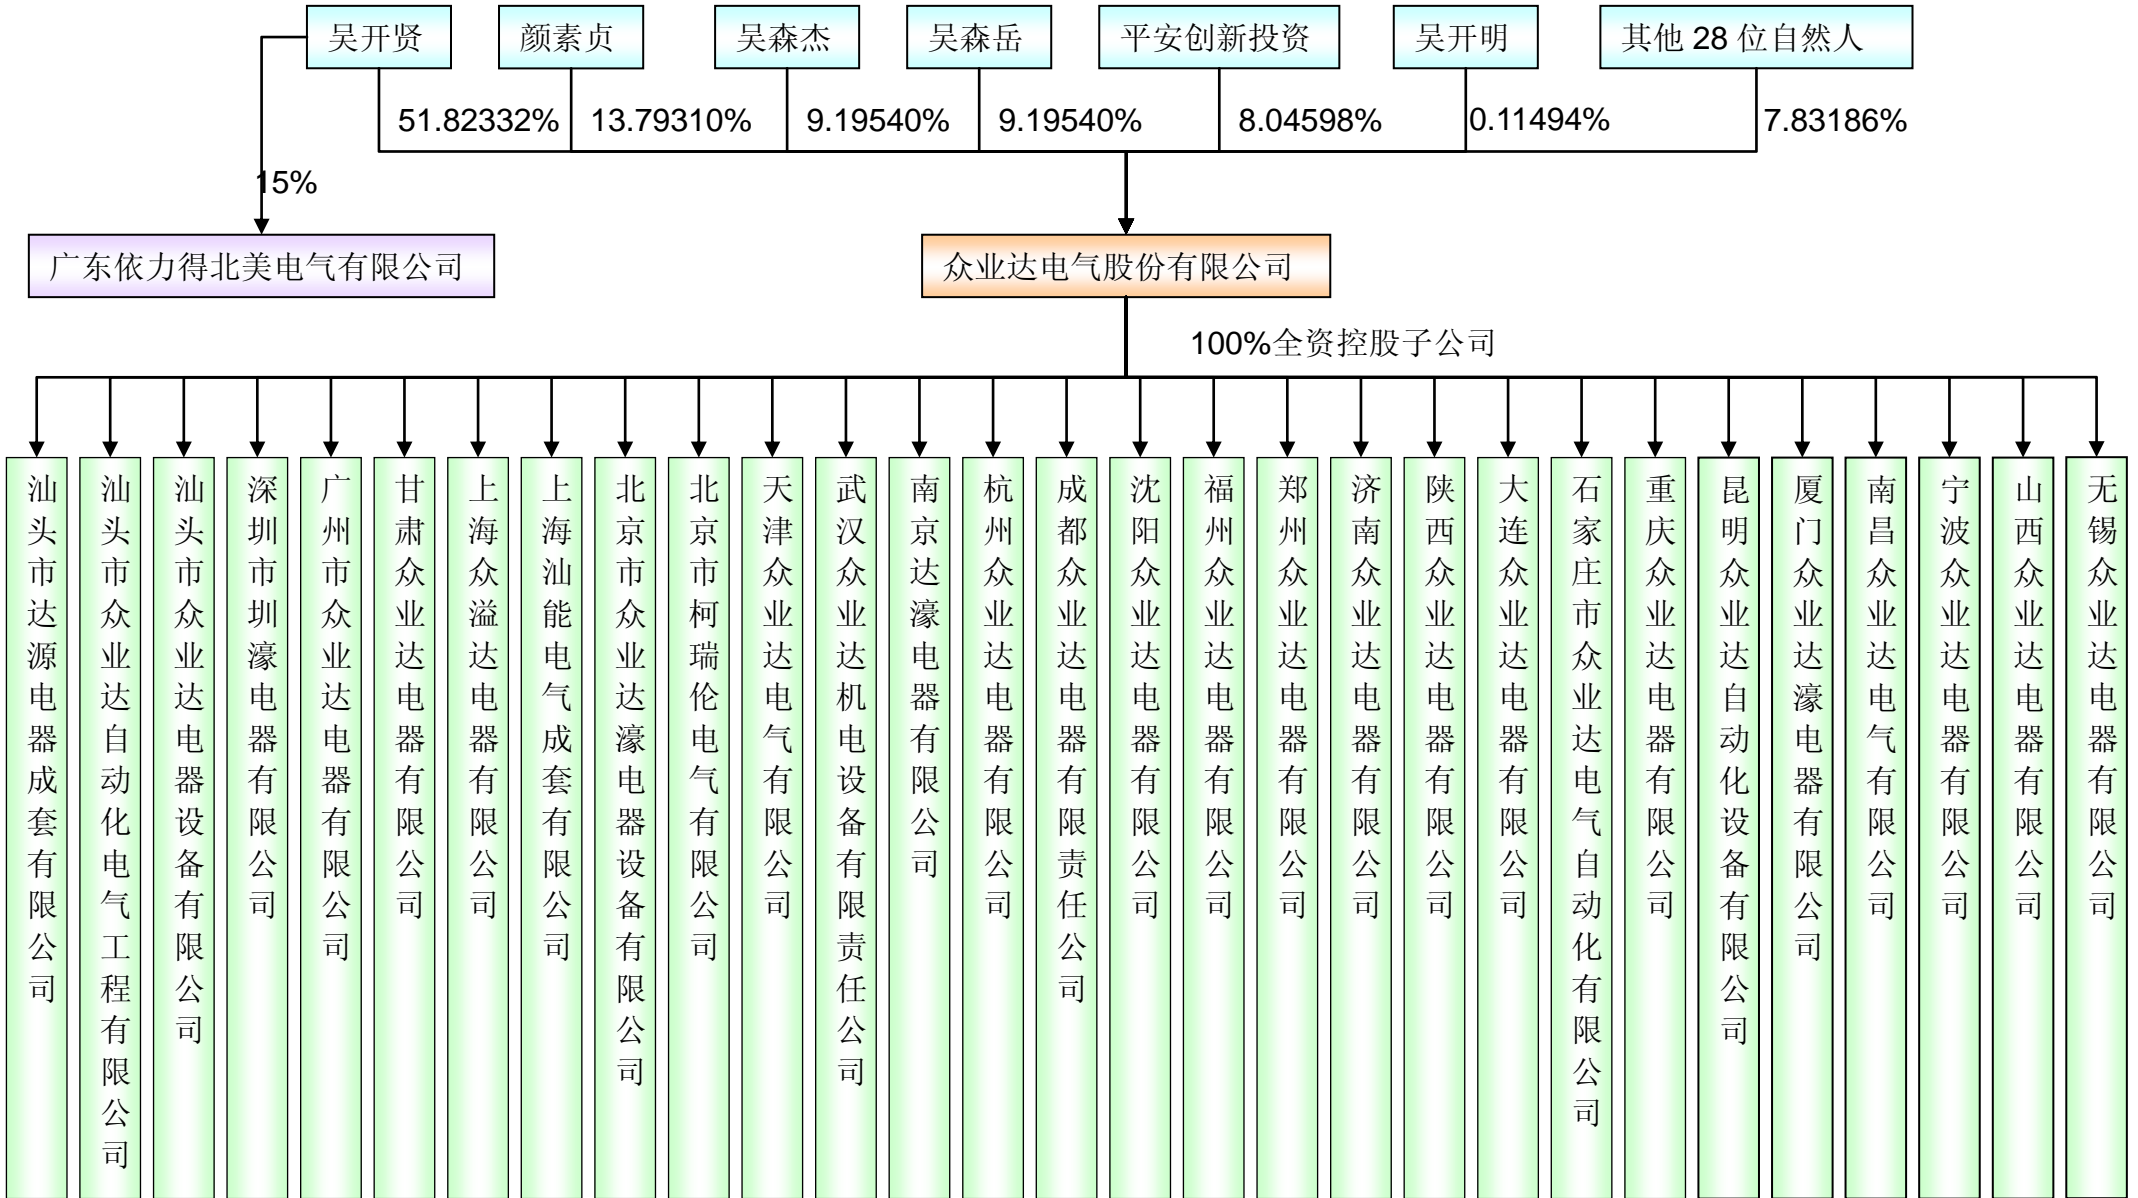 吴开贤
颜素贞
吴森杰
吴森岳
平安创新投资
吴开明
其他 28 位自然人
51.82332%
13.79310%
9.19540%
9.19540%
8.04598%
0.11494%
7.83186%
15%
广东依力得北美电气有限公司
众业达电气股份有限公司
100%全资控股子公司
汕头市达源电器成套有限公司
汕头市众业达自动化电气工程有限公司
汕头市众业达电器设备有限公司
深圳市圳濠电器有限公司
广州市众业达电器有限公司
甘肃众业达电器有限公司
上海众溢达电器有限公司
上海汕能电气成套有限公司
北京市众业达濠电器设备有限公司
北京市柯瑞伦电气有限公司
天津众业达电气有限公司
武汉众业达机电设备有限责任公司
南京达濠电器有限公司
杭州众业达电器有限公司
成都众业达电器有限责任公司
沈阳众业达电器有限公司
福州众业达电器有限公司
郑州众业达电器有限公司
济南众业达电器有限公司
陕西众业达电器有限公司
大连众业达电器有限公司
石家庄市众业达电气自动化有限公司
重庆众业达电器有限公司
昆明众业达自动化设备有限公司
厦门众业达濠电器有限公司
南昌众业达电气有限公司
宁波众业达电器有限公司
山西众业达电器有限公司
无锡众业达电器有限公司